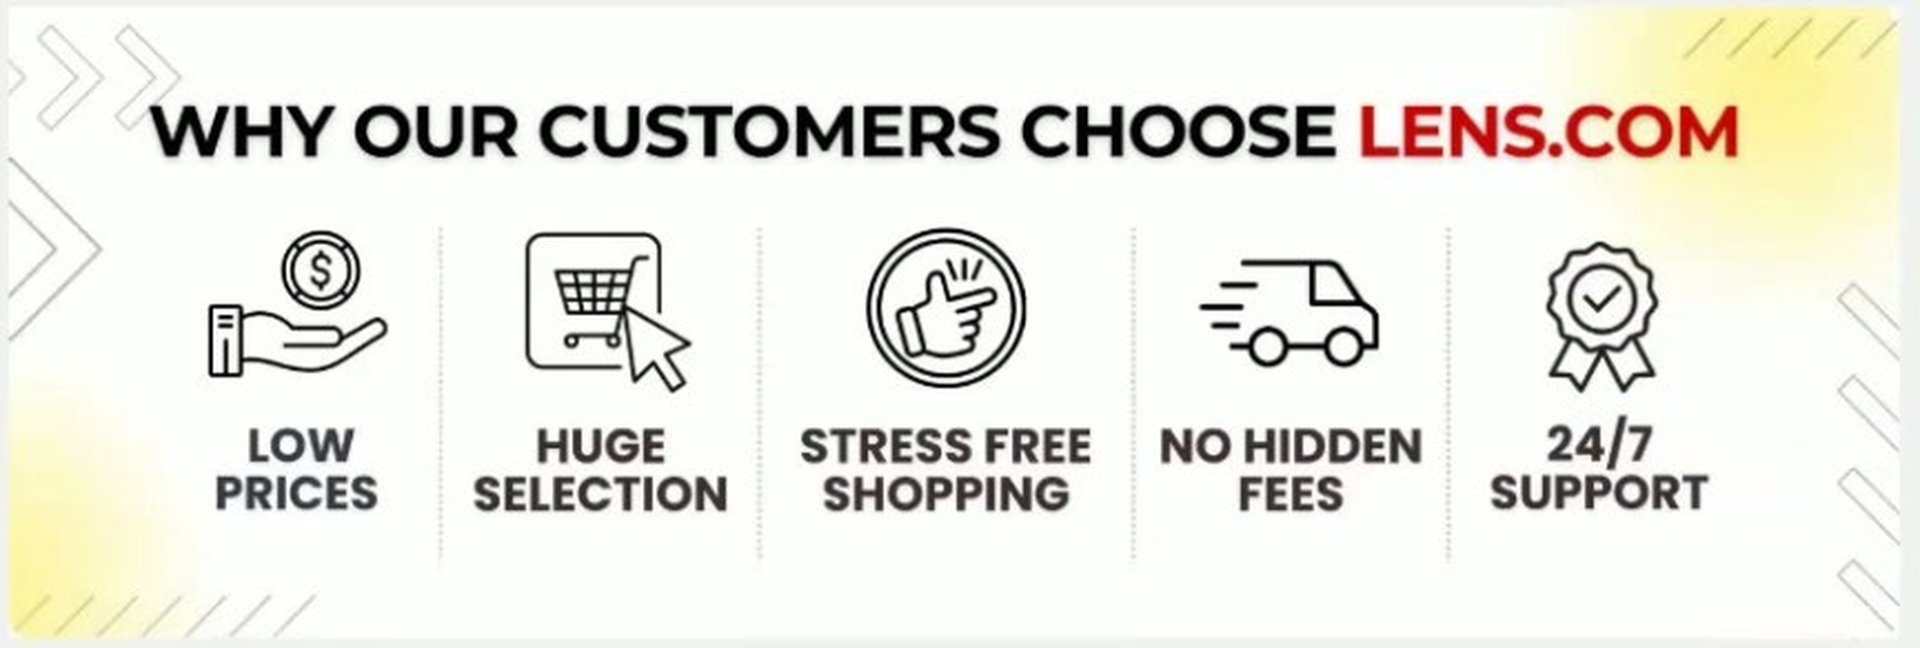 WHY OUR CUSTOMERS CHOOSE LENS.COM
$
LOW
PRICES
HUGE
SELECTION
STRESS FREE
SHOPPING
NO HIDDEN
FEES
24/7
SUPPORT